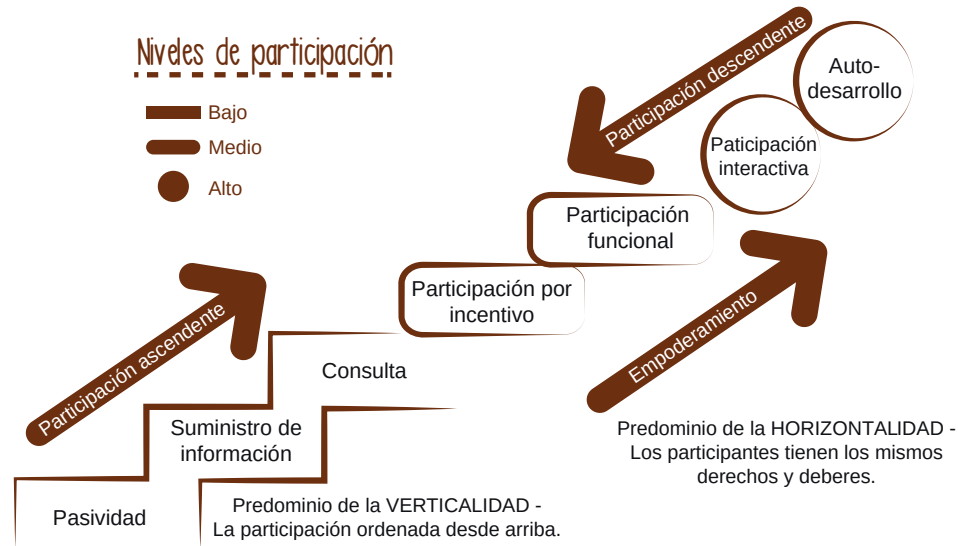 Niveles de participación
Bajo
Medio
Alto
Participación descendente
Auto-
desarrollo
Paticipación
interactiva
Participación
funcional
Participación por
incentivo
Participación ascendente
Consulta
Suministro de
información
Pasividad
Empoderamiento
Predominio de la HORIZONTALIDAD -
Los participantes tienen los mismos
derechos y deberes.
Predominio de la VERTICALIDAD -
La participación ordenada desde arriba.